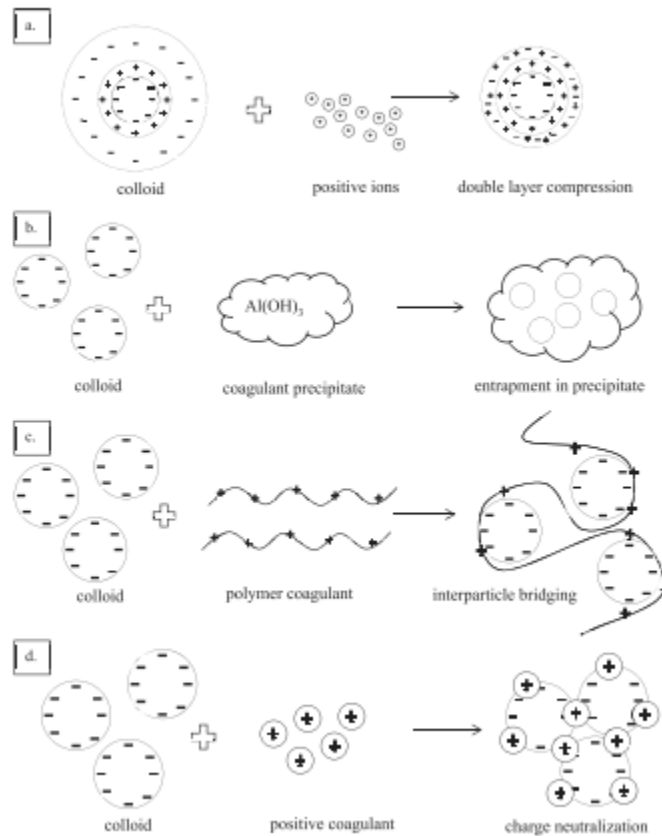 a.
colloid positive ions double layer compression
b.
Al(OH)3
colloid coagulant precipitate entrapment in precipitate
c.
colloid polymer coagulant interparticle bridging
d.
colloid positive coagulant charge neutralization